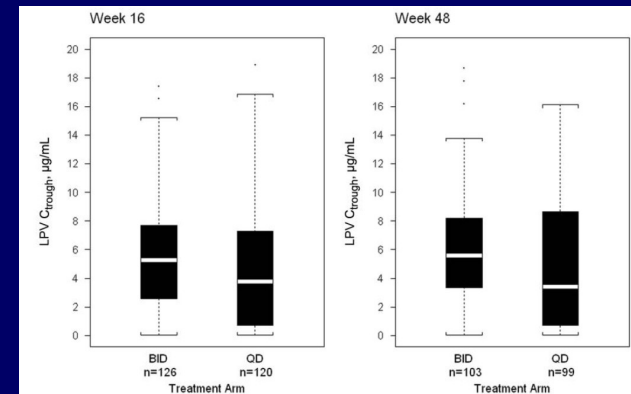 Week 16
LPV Ctrough, µg/mL
20
18
16
14
12
10
8
6
4
2
0
BID QD
n=126 n=120
Treatment Arm
Week 48
LPV Ctrough, µg/mL
20
18
16
14
12
10
8
6
4
2
0
BID QD
n=103 n=99
Treatment Arm